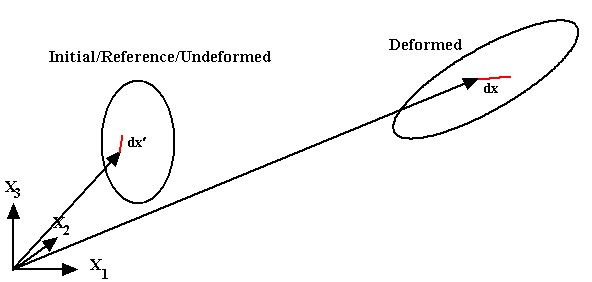 Deformed
Initial/Reference/Undeformed
dx
dx'
X3
X2
X1